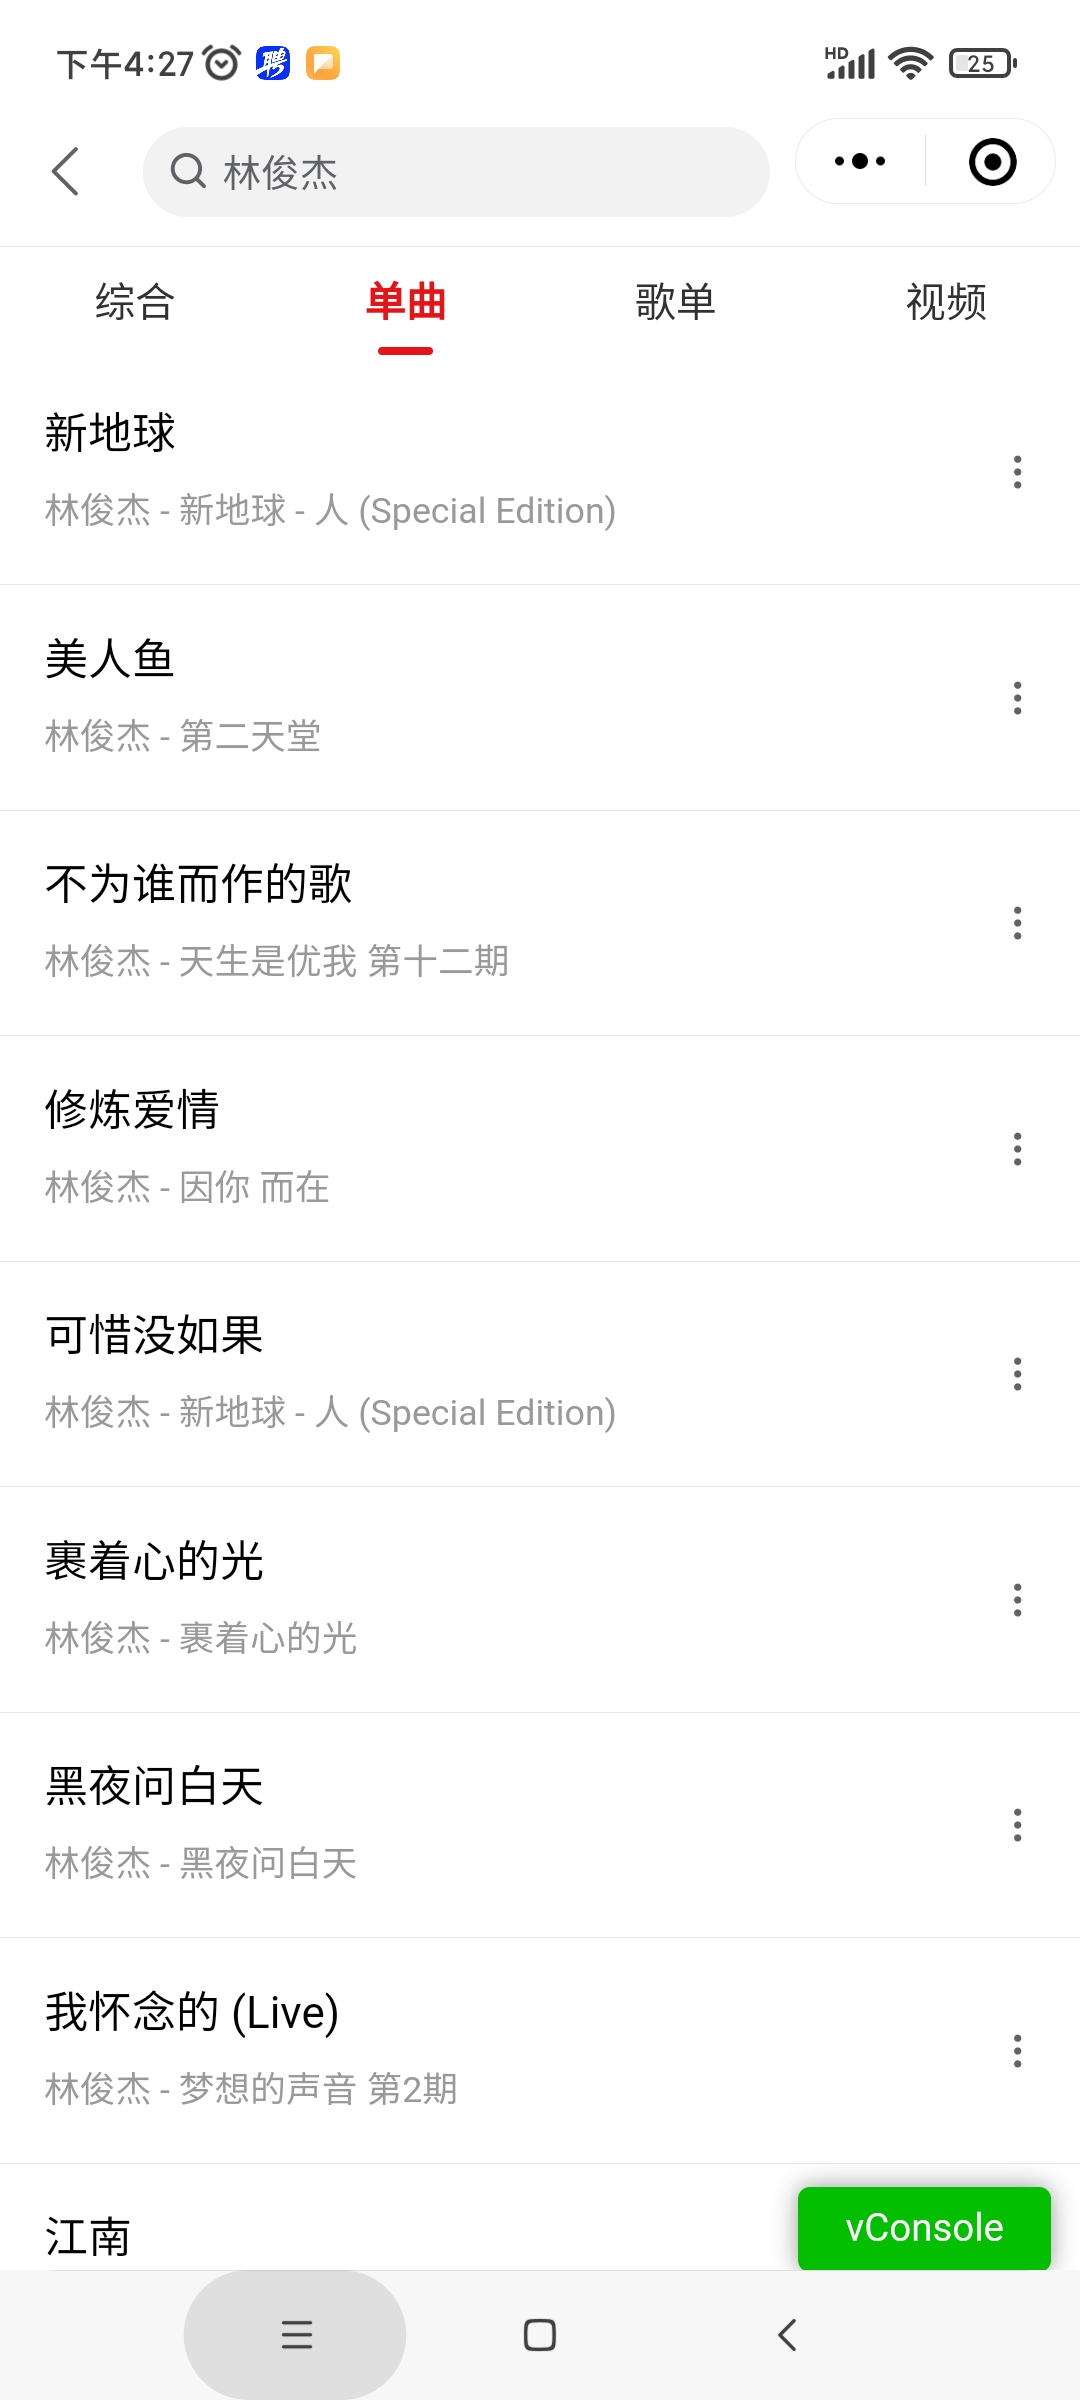 下午4:27
聘
HD
25
林俊杰
综合 单曲 歌单 视频
新地球
林俊杰 - 新地球 - 人 (Special Edition)
美人鱼
林俊杰 - 第二天堂
不为谁而作的歌
林俊杰 - 天生是优我 第十二期
修炼爱情
林俊杰 - 因你 而在
可惜没如果
林俊杰 - 新地球 - 人 (Special Edition)
裹着心的光
林俊杰 - 裹着心的光
黑夜问白天
林俊杰 - 黑夜问白天
我怀念的 (Live)
林俊杰 - 梦想的声音 第2期
江南
vConsole